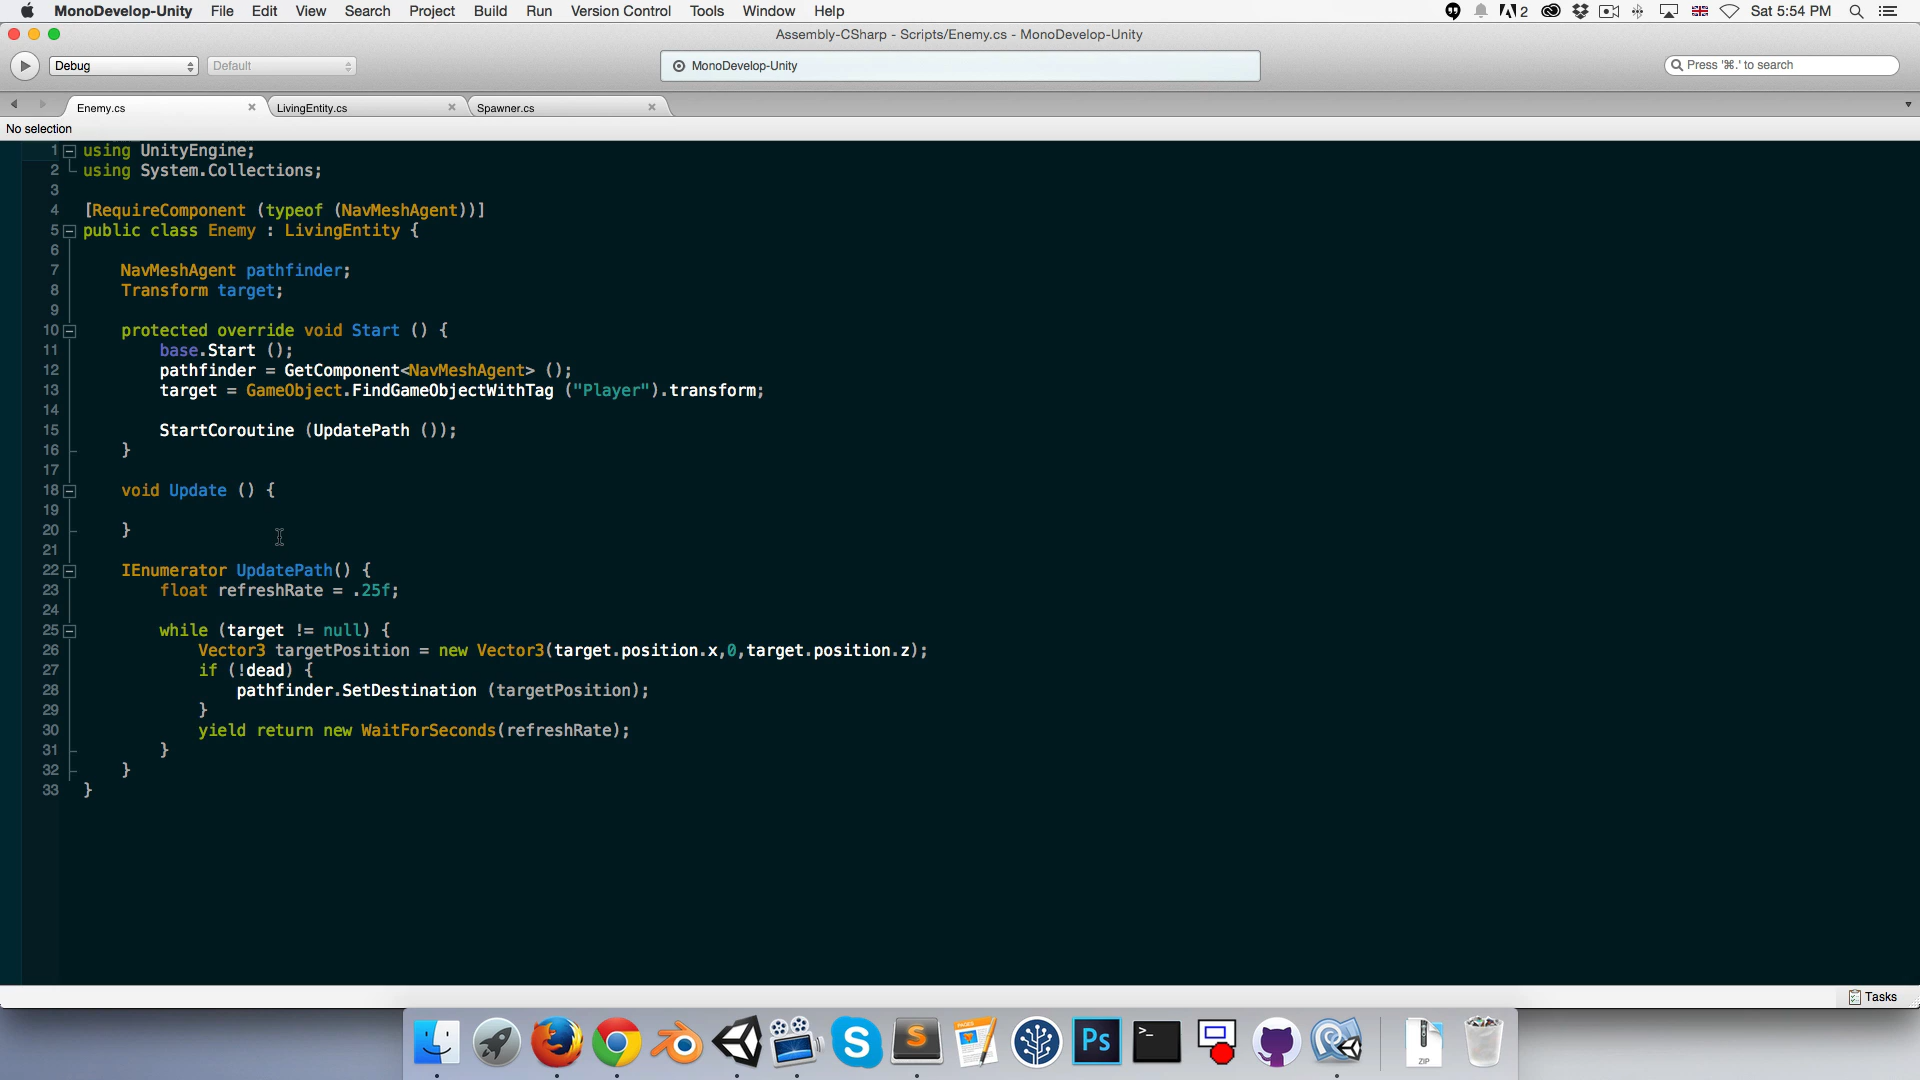 MonoDevelop-Unity File Edit View Search Project Build Run Version Control Tools Window Help 2 Sat 5:54 PM
Assembly-CSharp - Scripts/Enemy.cs - MonoDevelop-Unity
Debug Default MonoDevelop-Unity Press '⌘.' to search
Enemy.cs LivingEntity.cs Spawner.cs
No selection
1 using UnityEngine;
2 using System.Collections;
3
4 [RequireComponent (typeof (NavMeshAgent))]
5 public class Enemy : LivingEntity {
6
7 NavMeshAgent pathfinder;
8 Transform target;
9
10 protected override void Start () {
11 base.Start ();
12 pathfinder = GetComponent<NavMeshAgent> ();
13 target = GameObject.FindGameObjectWithTag ("Player").transform;
14
15 StartCoroutine (UpdatePath ());
16 }
17
18 void Update () {
19
20 }
21
22 IEnumerator UpdatePath() {
23 float refreshRate = .25f;
24
25 while (target != null) {
26 Vector3 targetPosition = new Vector3(target.position.x,0,target.position.z);
27 if (!dead) {
28 pathfinder.SetDestination (targetPosition);
29 }
30 yield return new WaitForSeconds(refreshRate);
31 }
32 }
33 }
Tasks
PAGES
S
S
Ps
>_
ZIP